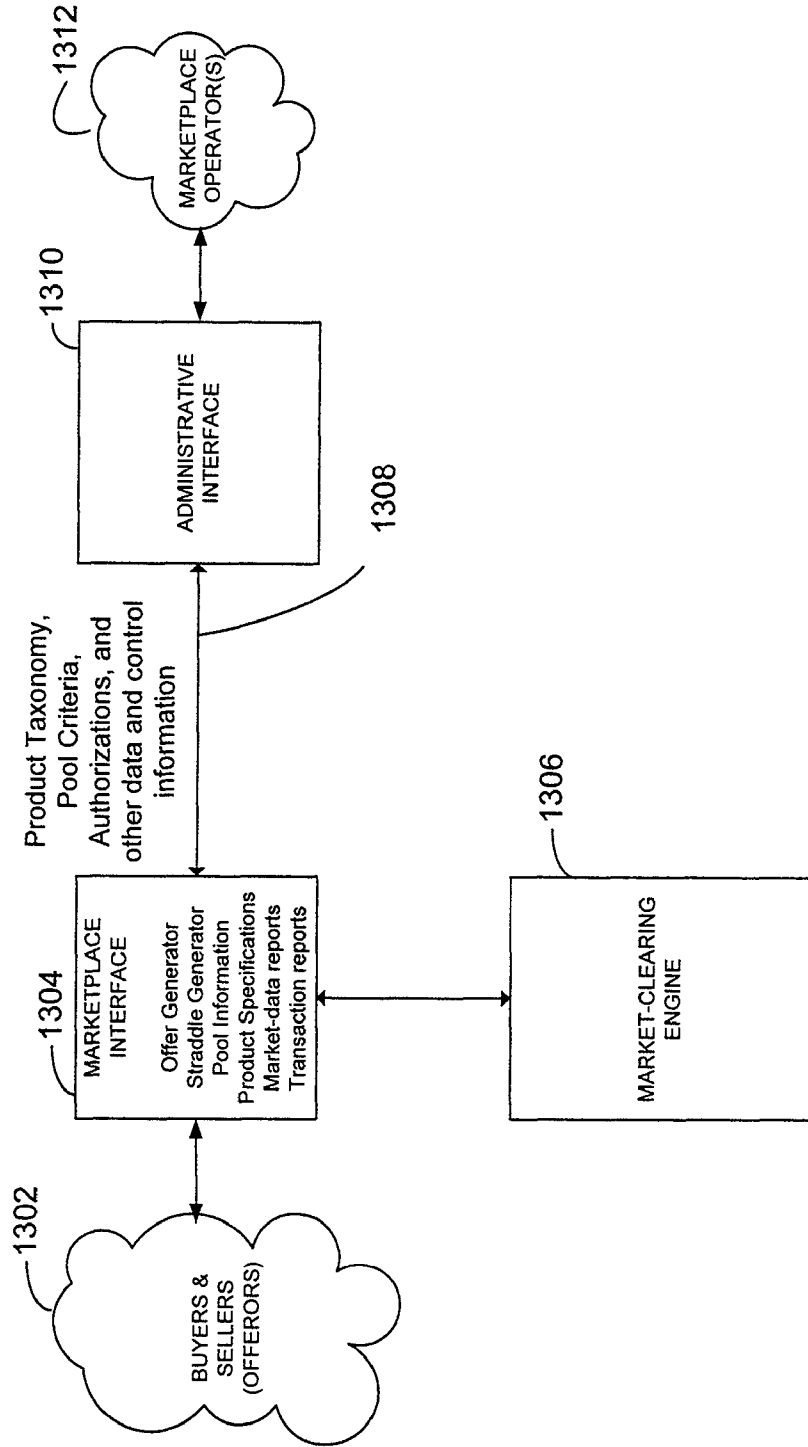 1302
BUYERS &
SELLERS
(OFFERORS)
1304
MARKETPLACE
INTERFACE
Offer Generator
Straddle Generator
Pool Information
Product Specifications
Market-data reports
Transaction reports
Product Taxonomy,
Pool Criteria,
Authorizations, and
other data and control
information
1308
1310
ADMINISTRATIVE
INTERFACE
1312
MARKETPLACE
OPERATOR(S)
1306
MARKET-CLEARING
ENGINE